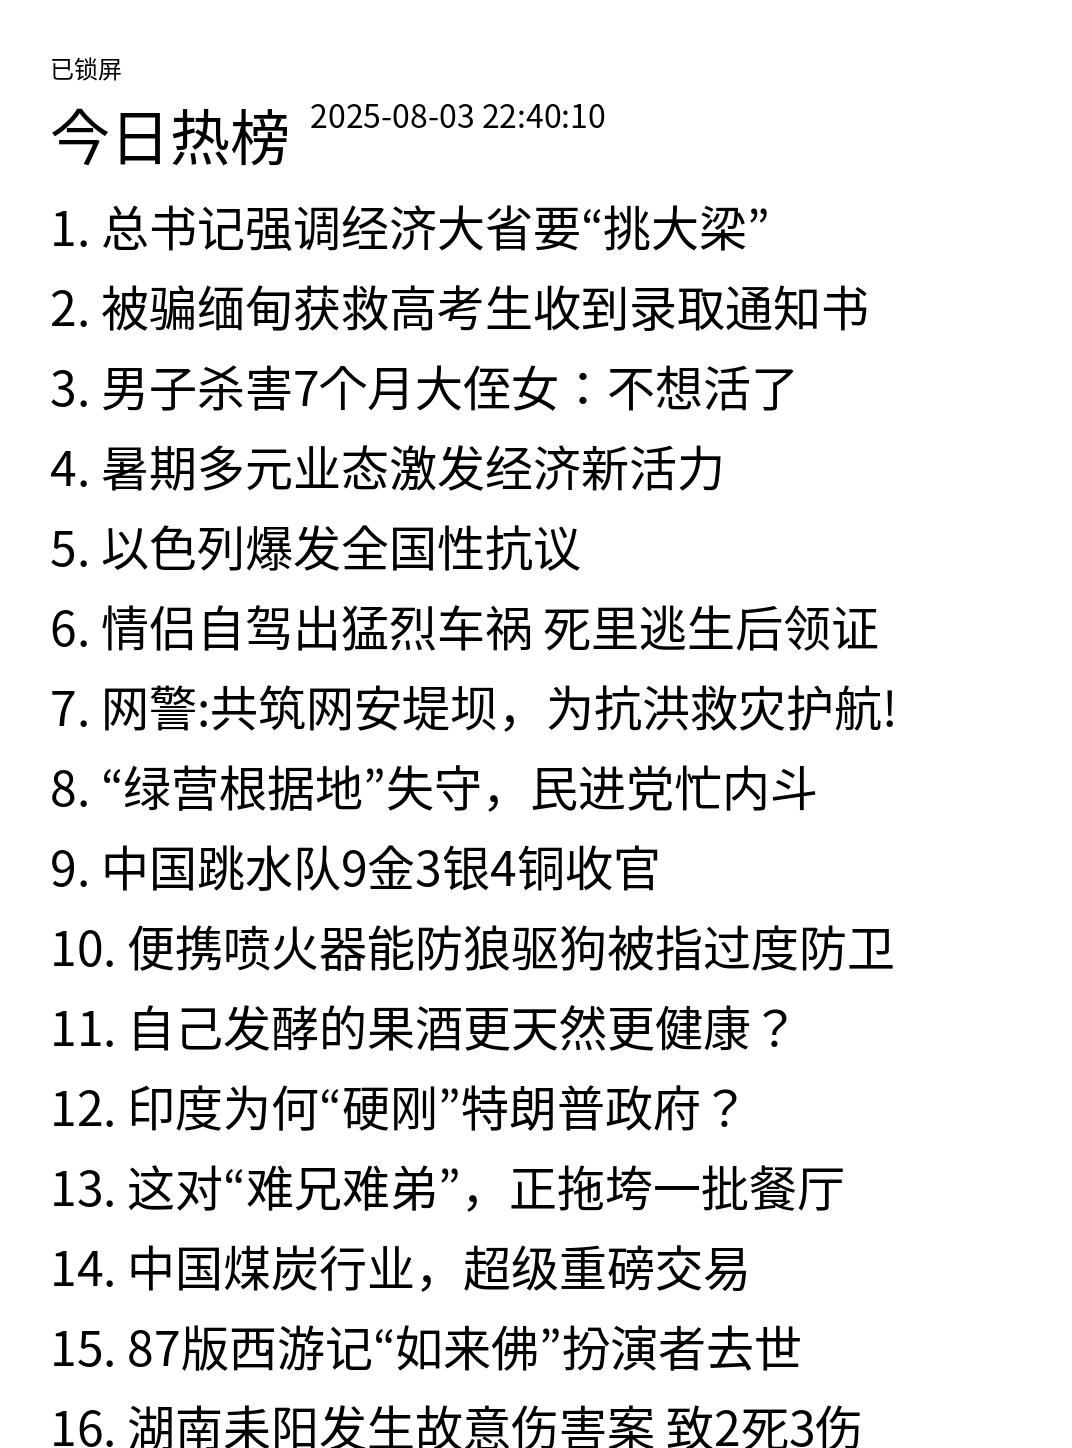 已锁屏
今日热榜 2025-08-03 22:40:10
1. 总书记强调经济大省要“挑大梁”
2. 被骗缅甸获救高考生收到录取通知书
3. 男子杀害7个月大侄女：不想活了
4. 暑期多元业态激发经济新活力
5. 以色列爆发全国性抗议
6. 情侣自驾出猛烈车祸 死里逃生后领证
7. 网警:共筑网安堤坝，为抗洪救灾护航!
8. “绿营根据地”失守，民进党忙内斗
9. 中国跳水队9金3银4铜收官
10. 便携喷火器能防狼驱狗被指过度防卫
11. 自己发酵的果酒更天然更健康？
12. 印度为何“硬刚”特朗普政府？
13. 这对“难兄难弟”，正拖垮一批餐厅
14. 中国煤炭行业，超级重磅交易
15. 87版西游记“如来佛”扮演者去世
16. 湖南耒阳发生故意伤害案 致2死3伤